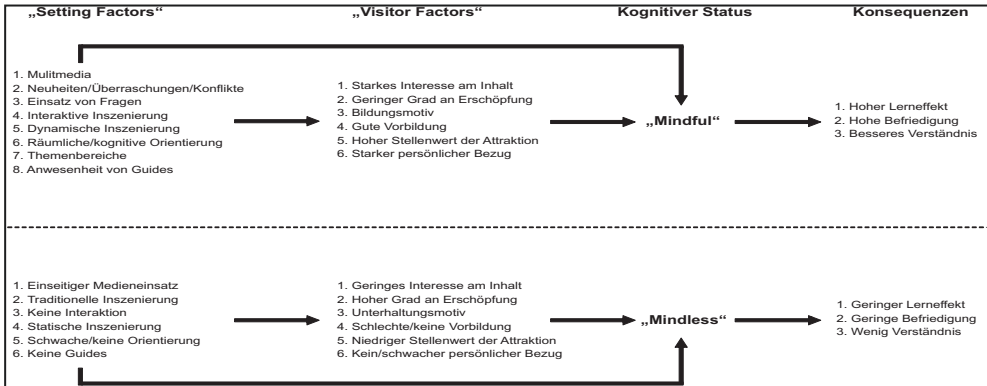 „Setting Factors“
„Visitor Factors“
Kognitiver Status
Konsequenzen
1. Mulitmedia
2. Neuheiten/Überraschungen/Konflikte
3. Einsatz von Fragen
4. Interaktive Inszenierung
5. Dynamische Inszenierung
6. Räumliche/kognitive Orientierung
7. Themenbereiche
8. Anwesenheit von Guides
1. Starkes Interesse am Inhalt
2. Geringer Grad an Erschöpfung
3. Bildungsmotiv
4. Gute Vorbildung
5. Hoher Stellenwert der Attraktion
6. Starker persönlicher Bezug
„Mindful“
1. Hoher Lerneffekt
2. Hohe Befriedigung
3. Besseres Verständnis
1. Einseitiger Medieneinsatz
2. Traditionelle Inszenierung
3. Keine Interaktion
4. Statische Inszenierung
5. Schwache/keine Orientierung
6. Keine Guides
1. Geringes Interesse am Inhalt
2. Hoher Grad an Erschöpfung
3. Unterhaltungsmotiv
4. Schlechte/keine Vorbildung
5. Niedriger Stellenwert der Attraktion
6. Kein/schwacher persönlicher Bezug
„Mindless“
1. Geringer Lerneffekt
2. Geringe Befriedigung
3. Wenig Verständnis